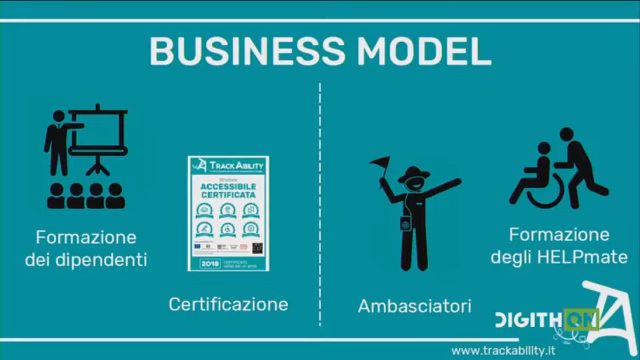 BUSINESS MODEL
Formazione
dei dipendenti
TRACKABILITY
ACCESSIBILE
CERTIFICATA
2018
Certificazione
Ambasciatori
Formazione
degli HELPmate
DIGITHON
www.trackability.it